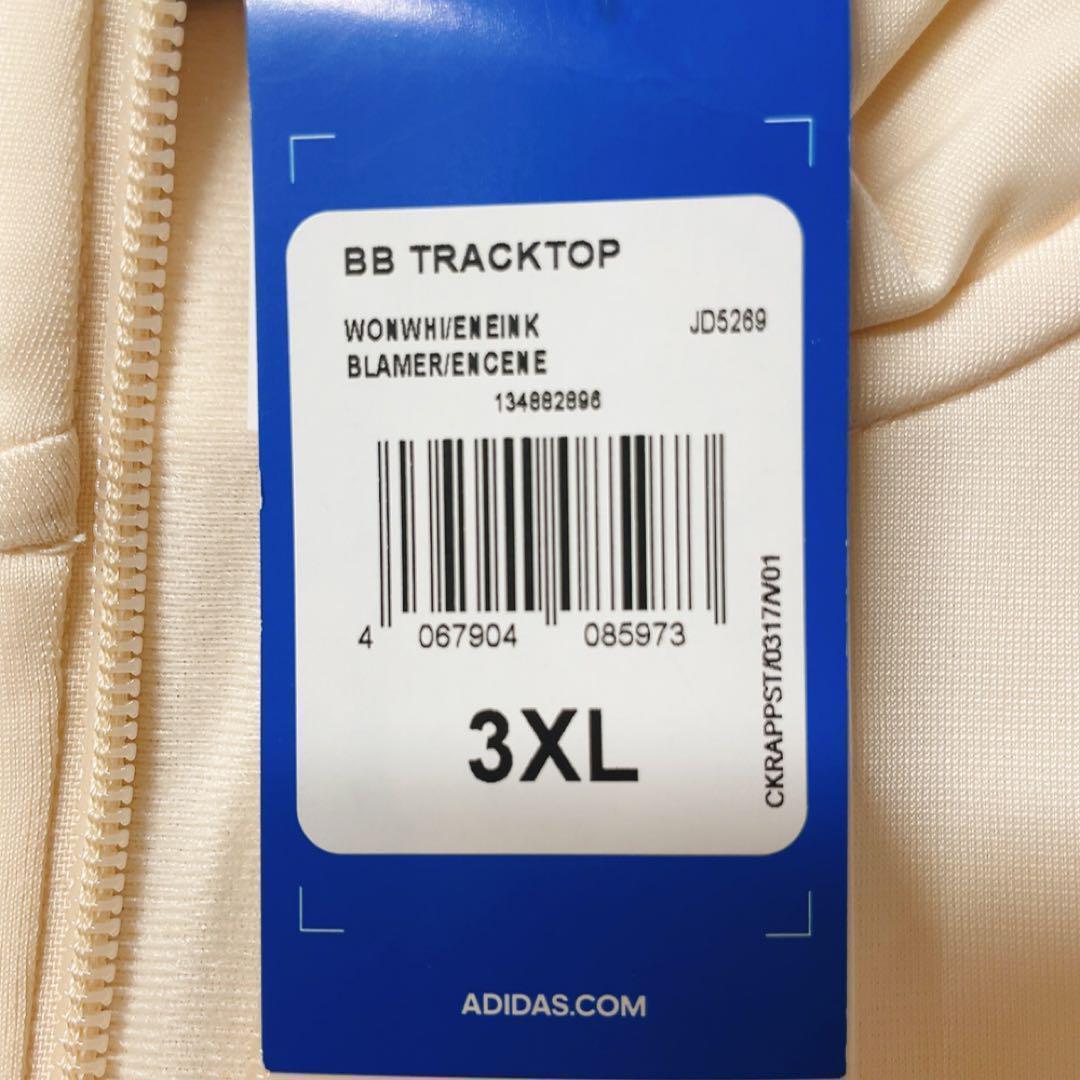 BB TRACKTOP
WONWHI/ENEINK JD5269
BLAMER/ENCENE
134882896
4 067904 085973
3XL
CKRAPPST/0317/V01
ADIDAS.COM